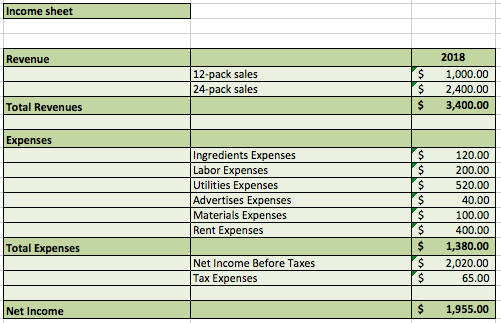 Income sheet
Revenue 2018
12-pack sales $ 1,000.00
24-pack sales $ 2,400.00
Total Revenues $ 3,400.00
Expenses
Ingredients Expenses $ 120.00
Labor Expenses $ 200.00
Utilities Expenses $ 520.00
Advertises Expenses $ 40.00
Materials Expenses $ 100.00
Rent Expenses $ 400.00
Total Expenses $ 1,380.00
Net Income Before Taxes $ 2,020.00
Tax Expenses $ 65.00
Net Income $ 1,955.00